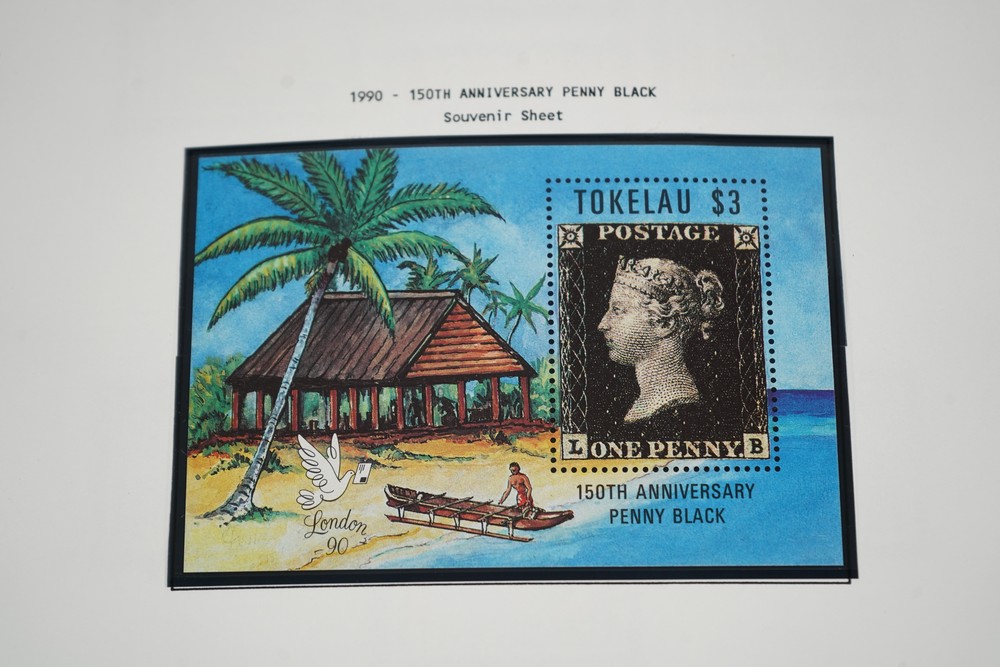 1990 - 150TH ANNIVERSARY PENNY BLACK
Souvenir Sheet
TOKELAU $3
POSTAGE
L ONE PENNY. B
150TH ANNIVERSARY
PENNY BLACK
London
90